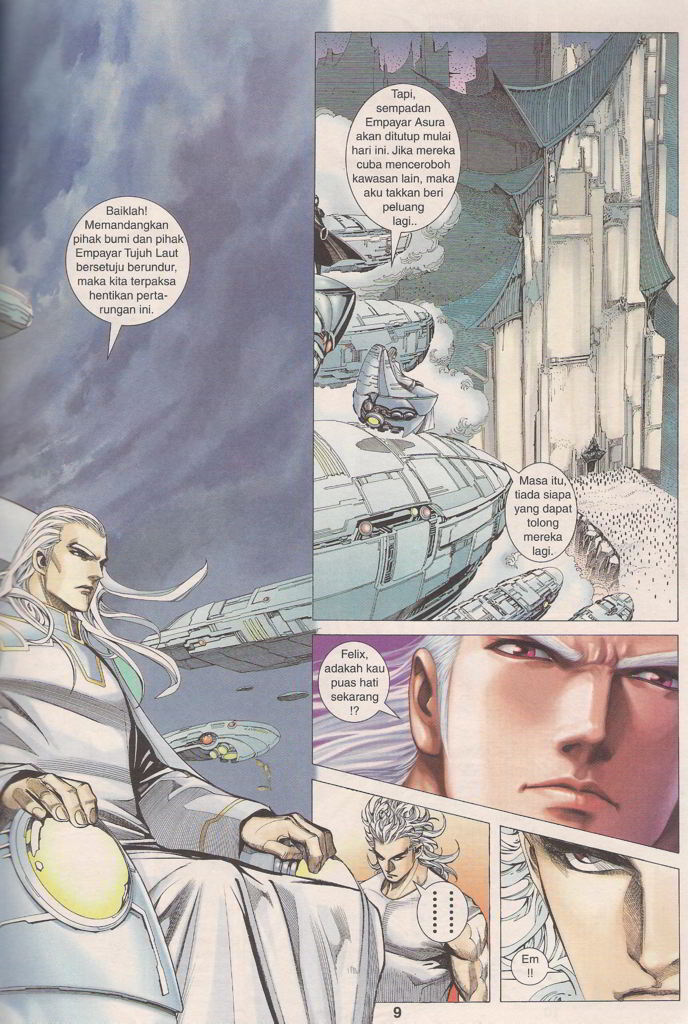 Baiklah!
Memandangkan
pihak bumi dan pihak
Empayar Tujuh Laut
bersetuju berundur,
maka kita terpaksa
hentikan perta-
rungan ini.
Tapi,
sempadan
Empayar Asura
akan ditutup mulai
hari ini. Jika mereka
cuba menceroboh
kawasan lain, maka
aku takkan beri
peluang
lagi..
Masa itu,
tiada siapa
yang dapat
tolong
mereka
lagi.
Felix,
adakah kau
puas hati
sekarang
!?
Em
!!
9